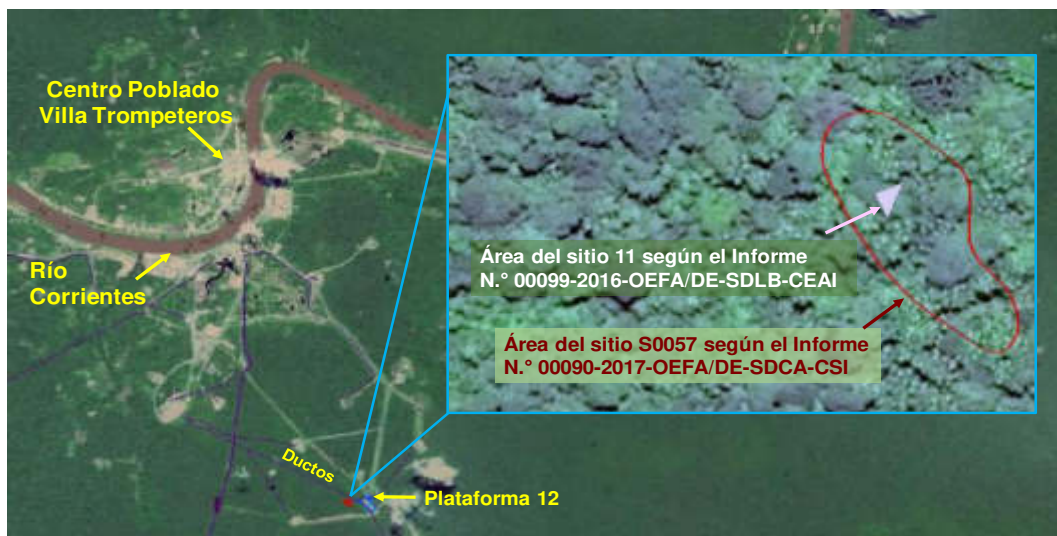 Centro Poblado
Villa Trompeteros
Río
Corrientes
Área del sitio 11 según el Informe
N.° 00099-2016-OEFA/DE-SDLB-CEAI
Área del sitio S0057 según el Informe
N.° 00090-2017-OEFA/DE-SDCA-CSI
Ductos
Plataforma 12